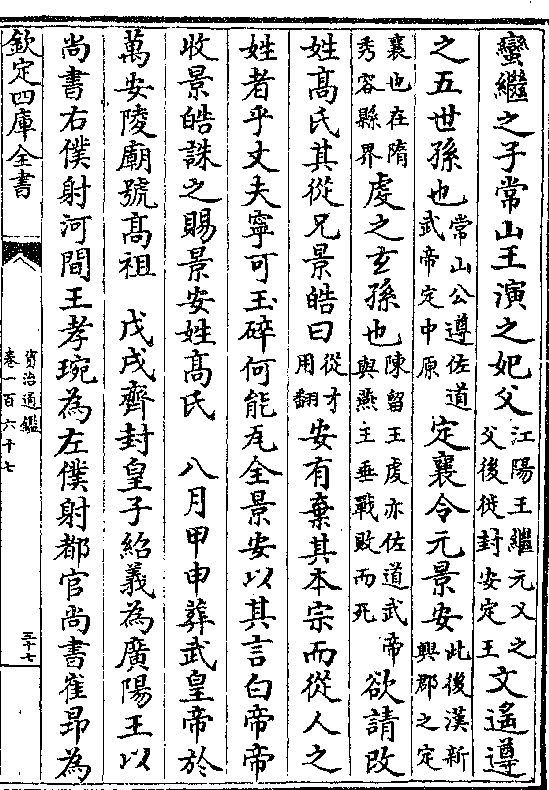 蠻繼之子常山王演之妃父江陽王繼元乂之父後徙封安定王文遙遵
之五世孫也常山公遵佐道武帝定中原定襄令元景安此後漢新興郡之定
襄也在隋秀容縣界虔之玄孫也陳留王虔亦佐道武帝與燕主垂戰敗而死欲請改
姓髙氏其從兄景皓曰從才用翻安有棄其本宗而從人之
姓者乎丈夫寧可玉碎何能瓦全景安以其言白帝帝
收景皓誅之賜景安姓髙氏　八月甲申葬武皇帝於
萬安陵廟號髙祖　戊戌齊封皇子紹義為廣陽王以
尚書右僕射河間王孝琬為左僕射都官尚書崔昂為
欽定四庫全書
資治通鑑
卷一百六十七
三十七